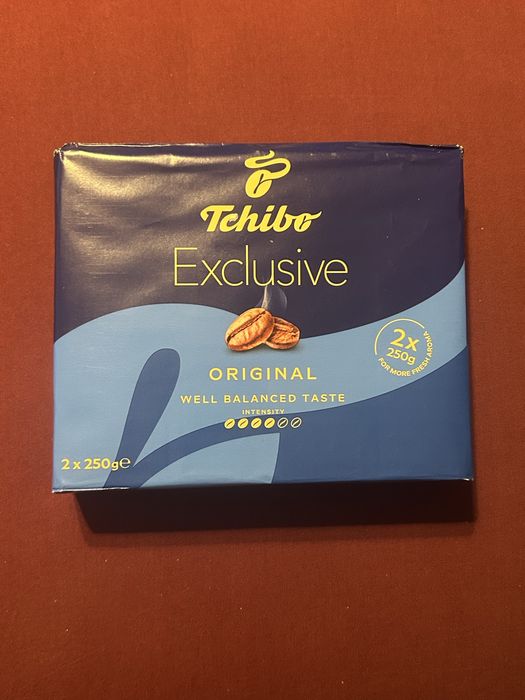 Tchibo
Exclusive
2x
250g
FOR MORE FRESH AROMA
ORIGINAL
WELL BALANCED TASTE
INTENSITY
2 x 250g℮